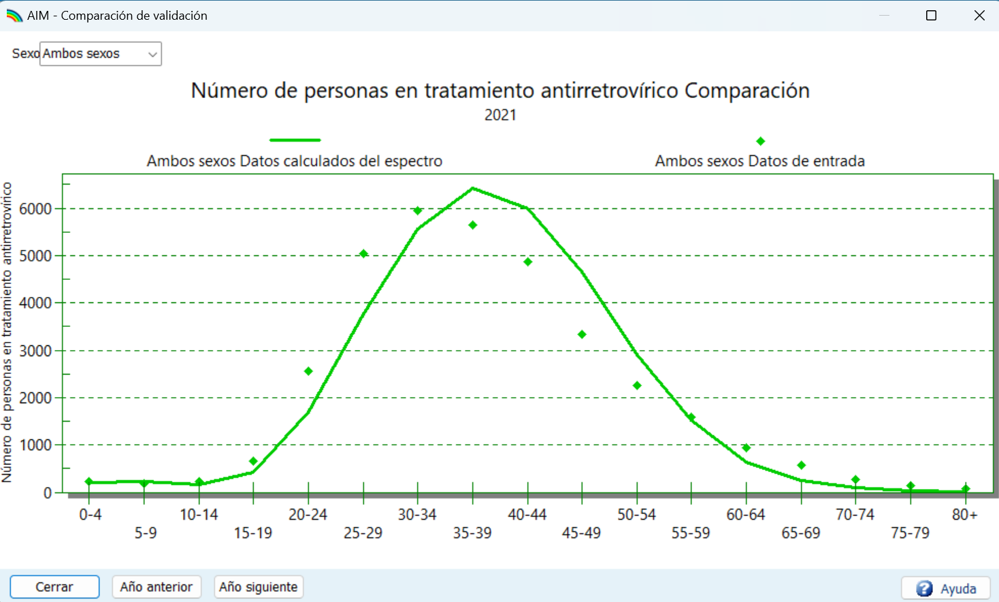 AIM - Comparación de validación
Sexo Ambos sexos
Número de personas en tratamiento antirretrovírico Comparación
2021
Ambos sexos Datos calculados del espectro
Ambos sexos Datos de entrada
Número de personas en tratamiento antirretrovírico
6000
5000
4000
3000
2000
1000
0
0-4
5-9
10-14
15-19
20-24
25-29
30-34
35-39
40-44
45-49
50-54
55-59
60-64
65-69
70-74
75-79
80+
Cerrar
Año anterior
Año siguiente
Ayuda